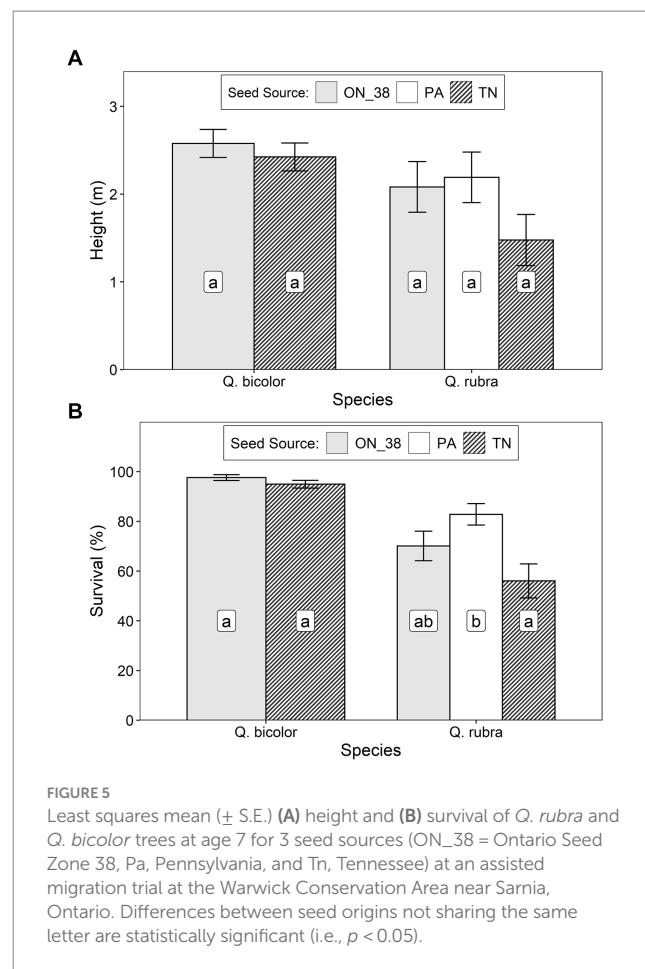 A
Seed Source: ON_38 PA TN
3
2
1
0
Height (m)
a a a a a
Q. bicolor Q. rubra
Species
B
Seed Source: ON_38 PA TN
100
80
60
40
20
0
Survival (%)
a a ab b a
Q. bicolor Q. rubra
Species
FIGURE 5
Least squares mean (± S.E.) (A) height and (B) survival of Q. rubra and
Q. bicolor trees at age 7 for 3 seed sources (ON_38 = Ontario Seed
Zone 38, Pa, Pennsylvania, and Tn, Tennessee) at an assisted
migration trial at the Warwick Conservation Area near Sarnia,
Ontario. Differences between seed origins not sharing the same
letter are statistically significant (i.e., p < 0.05).